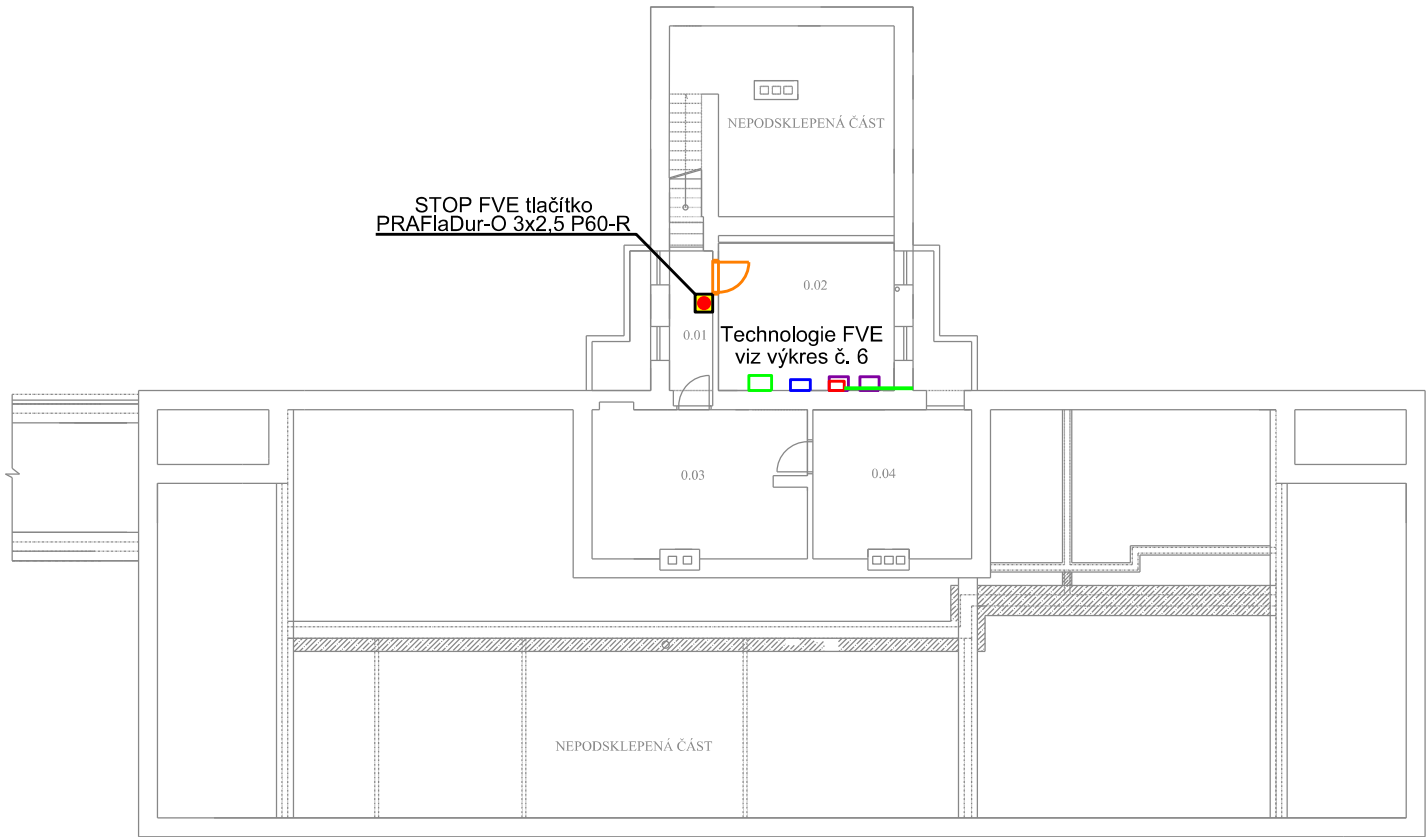 NEPODSKLEPENÁ ČÁST
STOP FVE tlačítko
PRAFlaDur-O 3x2,5 P60-R
0.02
0.01
Technologie FVE
viz výkres č. 6
0.03
0.04
NEPODSKLEPENÁ ČÁST